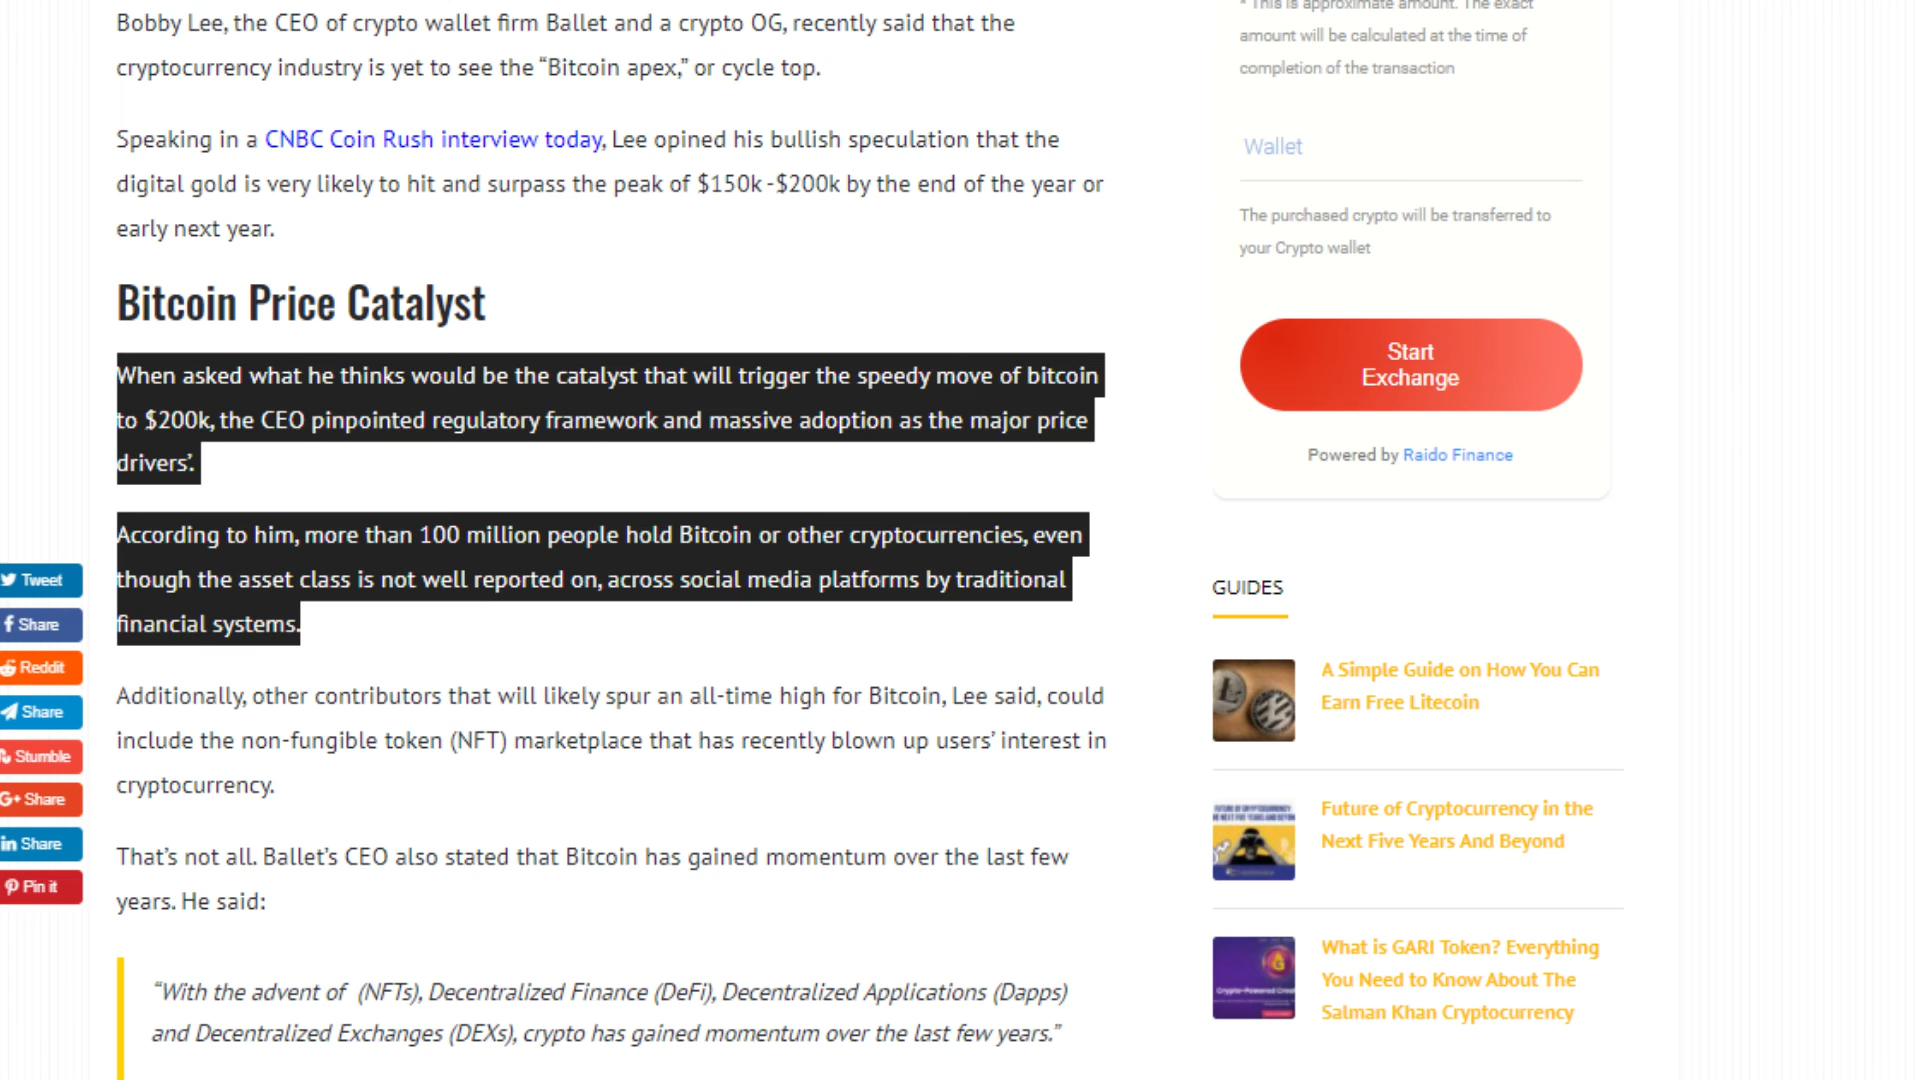 Bobby Lee, the CEO of crypto wallet firm Ballet and a crypto OG, recently said that the
cryptocurrency industry is yet to see the “Bitcoin apex,” or cycle top.
Speaking in a CNBC Coin Rush interview today, Lee opined his bullish speculation that the
digital gold is very likely to hit and surpass the peak of $150k -$200k by the end of the year or
early next year.
Bitcoin Price Catalyst
When asked what he thinks would be the catalyst that will trigger the speedy move of bitcoin
to $200k, the CEO pinpointed regulatory framework and massive adoption as the major price
drivers’.
According to him, more than 100 million people hold Bitcoin or other cryptocurrencies, even
though the asset class is not well reported on, across social media platforms by traditional
financial systems.
Additionally, other contributors that will likely spur an all-time high for Bitcoin, Lee said, could
include the non-fungible token (NFT) marketplace that has recently blown up users’ interest in
cryptocurrency.
That’s not all. Ballet’s CEO also stated that Bitcoin has gained momentum over the last few
years. He said:
“With the advent of (NFTs), Decentralized Finance (DeFi), Decentralized Applications (Dapps)
and Decentralized Exchanges (DEXs), crypto has gained momentum over the last few years.”
Tweet
Share
Reddit
Share
Stumble
G+ Share
in Share
Pin it
* This is approximate amount. The exact
amount will be calculated at the time of
completion of the transaction
Wallet
The purchased crypto will be transferred to
your Crypto wallet
Start
Exchange
Powered by Raido Finance
GUIDES
A Simple Guide on How You Can
Earn Free Litecoin
Future of Cryptocurrency in the
Next Five Years And Beyond
What is GARI Token? Everything
You Need to Know About The
Salman Khan Cryptocurrency